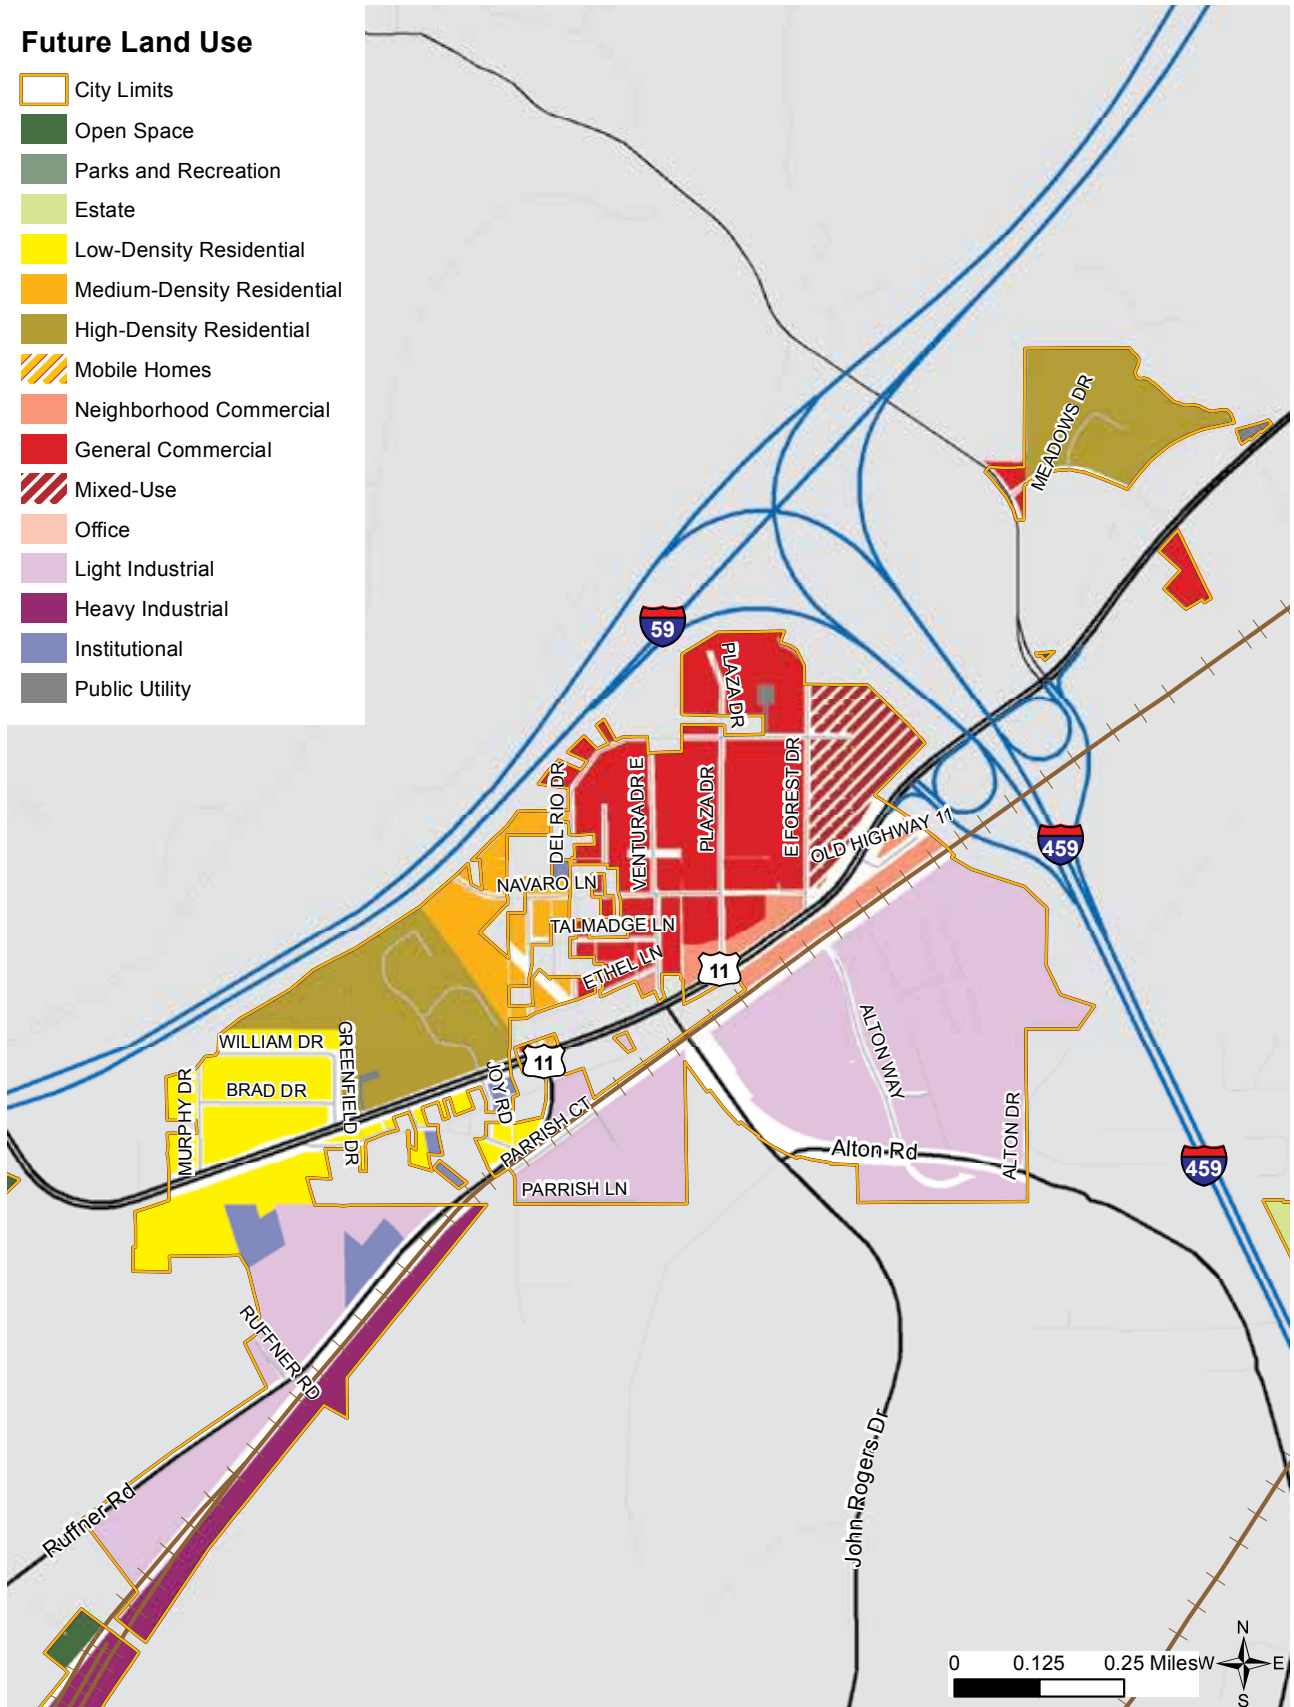 Future Land Use
City Limits
Open Space
Parks and Recreation
Estate
Low-Density Residential
Medium-Density Residential
High-Density Residential
Mobile Homes
Neighborhood Commercial
General Commercial
Mixed-Use
Office
Light Industrial
Heavy Industrial
Institutional
Public Utility
MEADOWS DR
59
PLAZA DR
DEL RIO DR
VENTURA DR E
PLAZA DR
E FOREST DR
OLD HIGHWAY 11
459
NAVARO LN
TALMADGE LN
ETHEL LN
11
WILLIAM DR
GREENFIELD DR
BRAD DR
MURPHY DR
11
JOY RD
PARRISH CT
PARRISH LN
ALTON WAY
ALTON DR
Alton Rd
459
RUFFNER RD
Ruffner Rd
John Rogers Dr
0 0.125 0.25 Miles
N
W E
S